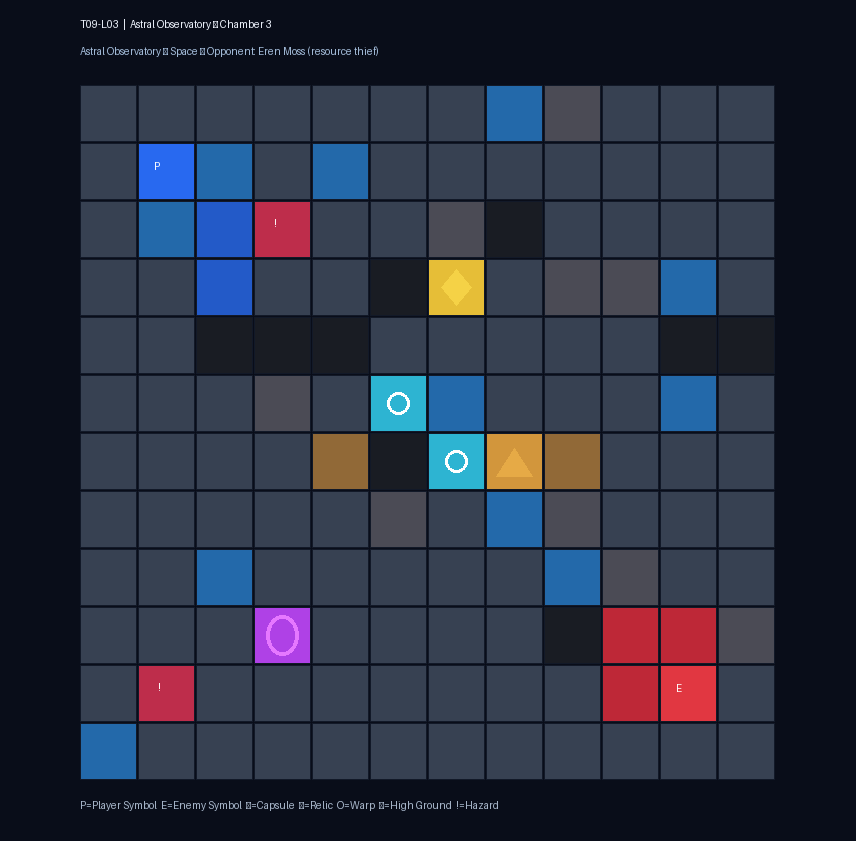 T09-L03 | Astral Observatory ▯ Chamber 3
Astral Observatory ▯ Space ▯ Opponent: Eren Moss (resource thief)
P
!
!
E
P=Player Symbol E=Enemy Symbol ▯=Capsule ▯=Relic O=Warp ▯=High Ground !=Hazard